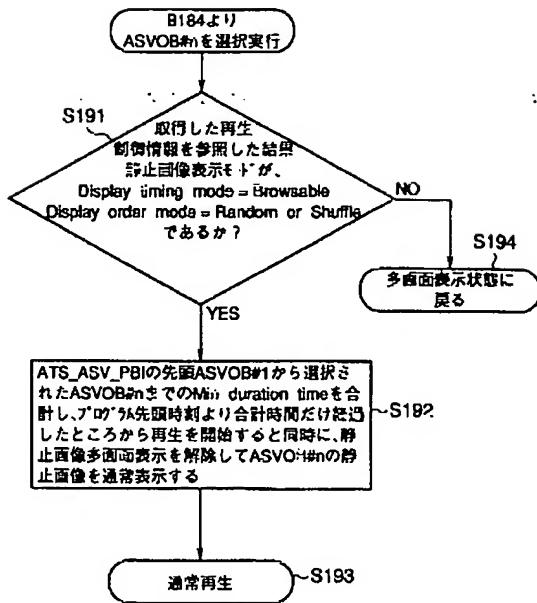 B184より
ASVOB#nを選択実行
S191
取得した再生
制御情報を参照した結果
静止画像表示モードが、
Display timing mode = Browsable
Display order mode = Random or Shuffle
であるか？
NO
S194
多画面表示状態に
戻る
YES
ATS_ASV_PBIの先頭ASVOB#1から選択さ
れたASVOB#nまでのMin duration timeを合
計し、プログラム先頭時刻より合計時間だけ経過
したところから再生を開始すると同時に、静
止画像多画面表示を解除してASVOB#nの静
止画像を通常表示する
S192
通常再生
S193